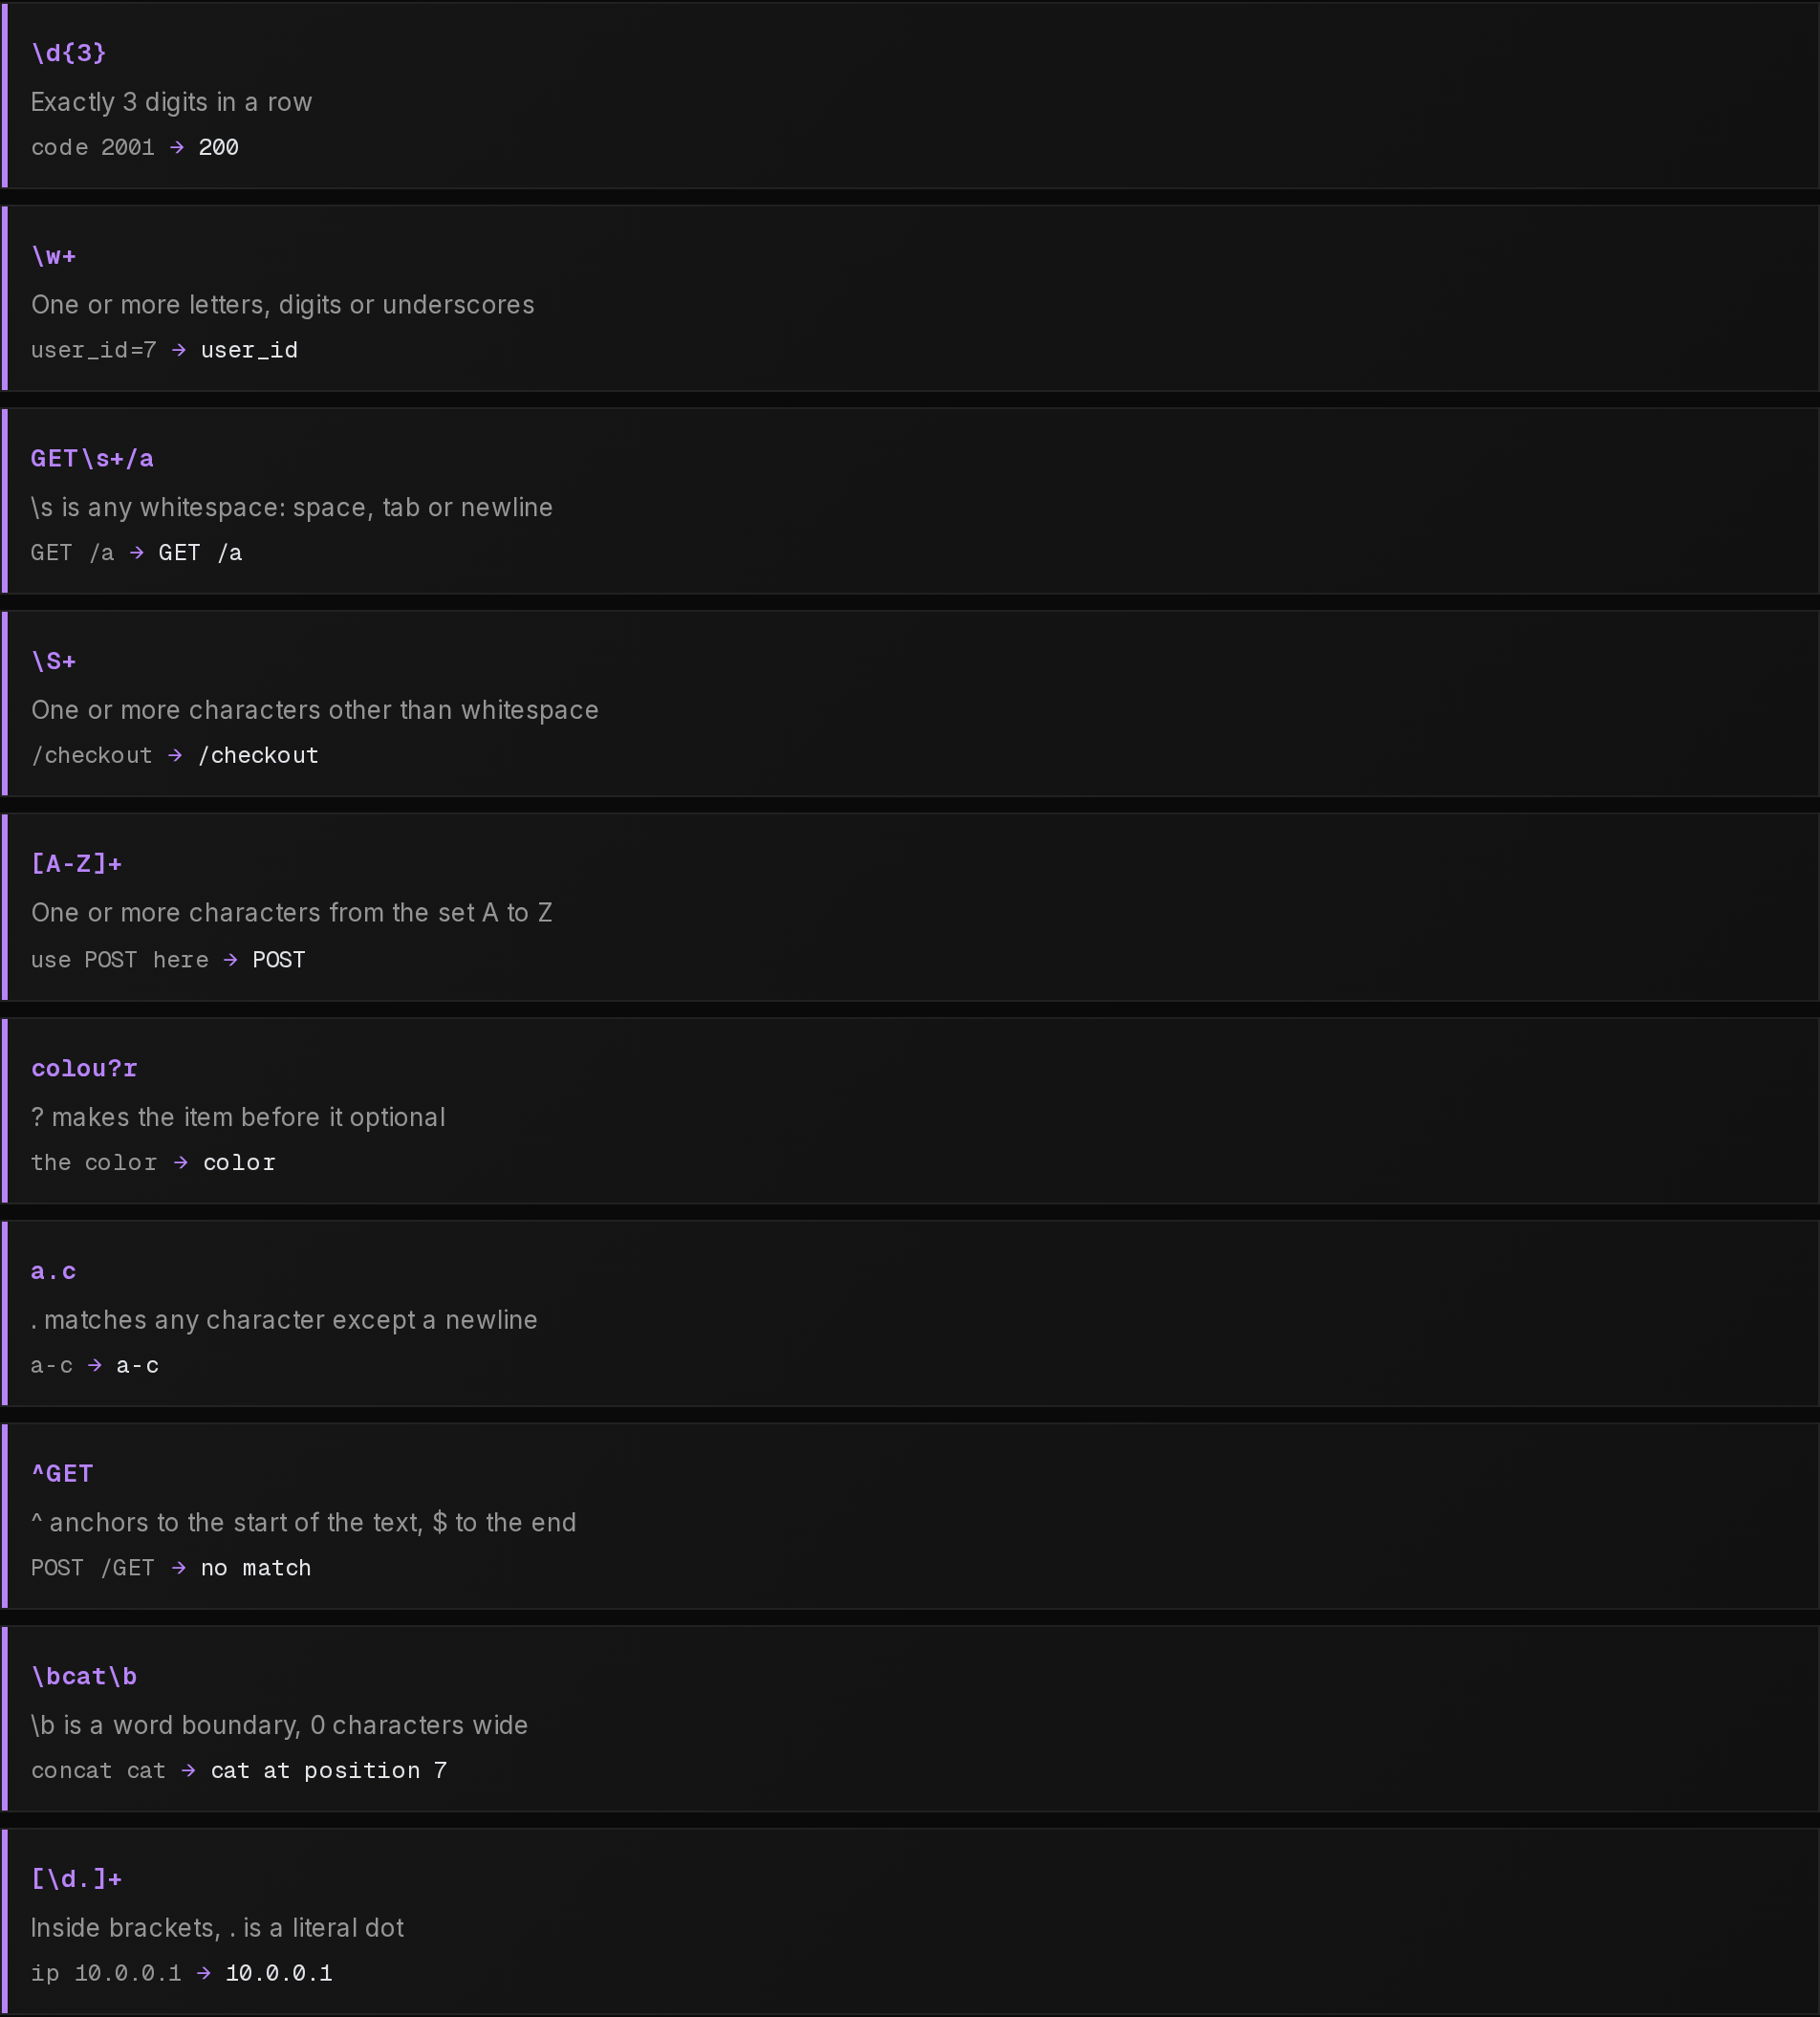 \d{3}
Exactly 3 digits in a row
code 2001 → 200
\w+
One or more letters, digits or underscores
user_id=7 → user_id
GET\s+/a
\s is any whitespace: space, tab or newline
GET /a → GET /a
\S+
One or more characters other than whitespace
/checkout → /checkout
[A-Z]+
One or more characters from the set A to Z
use POST here → POST
colou?r
? makes the item before it optional
the color → color
a.c
. matches any character except a newline
a-c → a-c
^GET
^ anchors to the start of the text, $ to the end
POST /GET → no match
\bcat\b
\b is a word boundary, 0 characters wide
concat cat → cat at position 7
[\d.]+
Inside brackets, . is a literal dot
ip 10.0.0.1 → 10.0.0.1